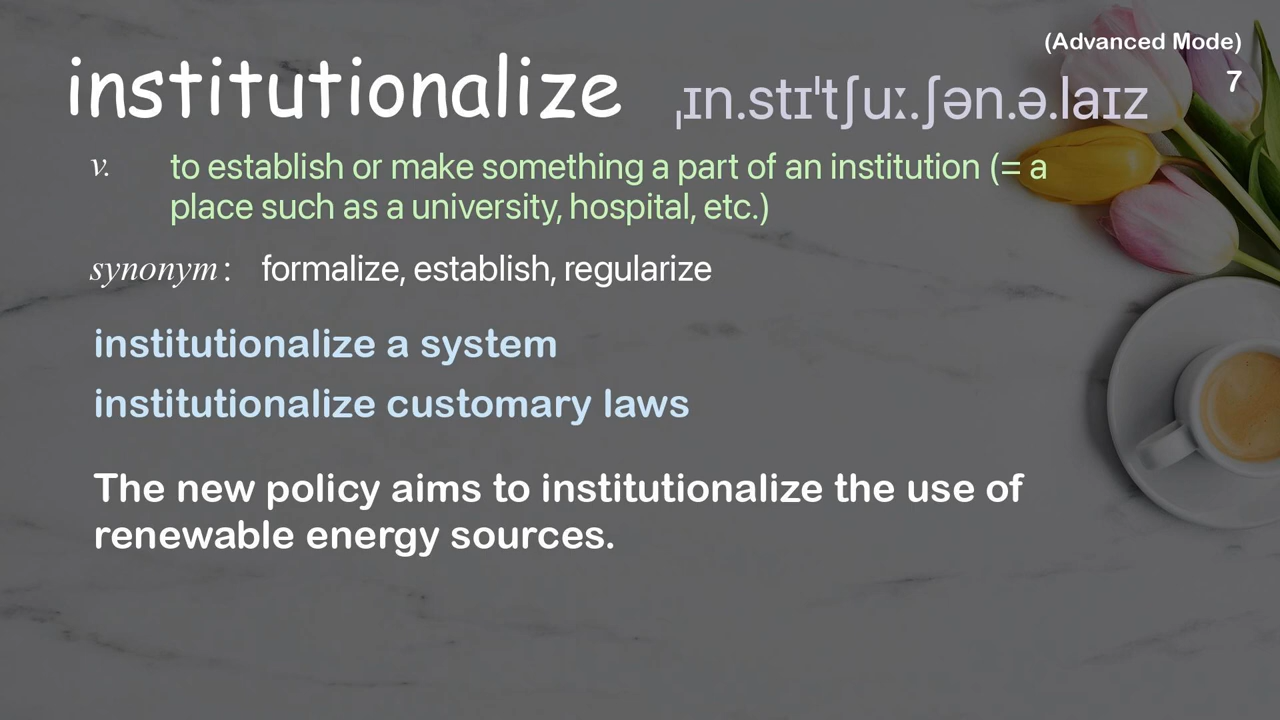 (Advanced Mode)
7
institutionalize ˌɪn.stɪˈtʃuː.ʃən.ə.laɪz
v. to establish or make something a part of an institution (= a
place such as a university, hospital, etc.)
synonym: formalize, establish, regularize
institutionalize a system
institutionalize customary laws
The new policy aims to institutionalize the use of
renewable energy sources.